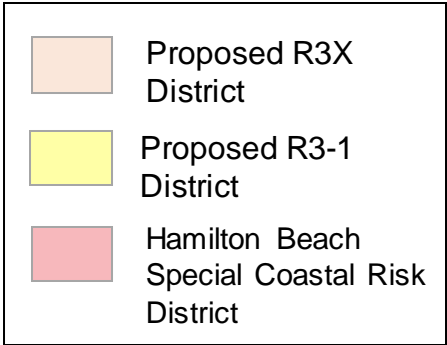 Proposed R3X
District
Proposed R3-1
District
Hamilton Beach
Special Coastal Risk
District